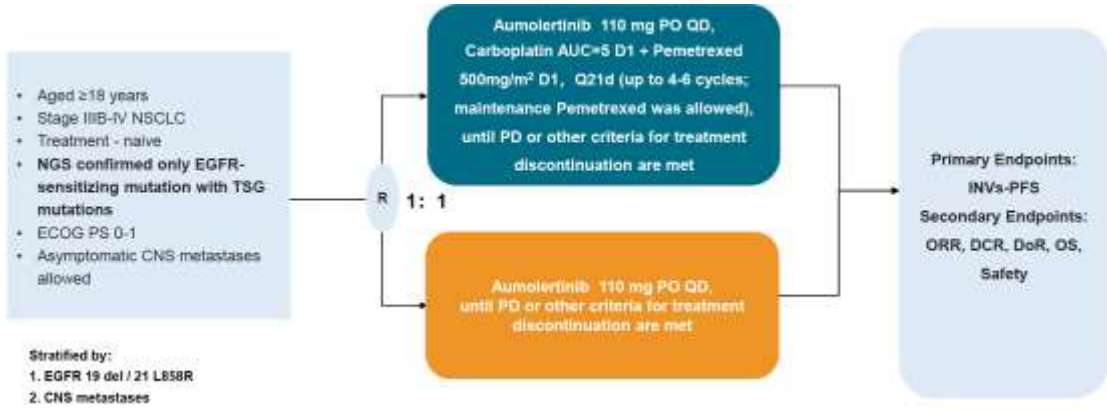 • Aged ≥18 years
• Stage IIIB-IV NSCLC
• Treatment - naive
• NGS confirmed only EGFR-
sensitizing mutation with TSG
mutations
• ECOG PS 0-1
• Asymptomatic CNS metastases
allowed
Stratified by:
1. EGFR 19 del / 21 L858R
2. CNS metastases
R
1: 1
Aumolertinib 110 mg PO QD,
Carboplatin AUC=5 D1 + Pemetrexed
500mg/m² D1, Q21d (up to 4-6 cycles;
maintenance Pemetrexed was allowed),
until PD or other criteria for treatment
discontinuation are met
Aumolertinib 110 mg PO QD,
until PD or other criteria for treatment
discontinuation are met
Primary Endpoints:
INVs-PFS
Secondary Endpoints:
ORR, DCR, DoR, OS,
Safety